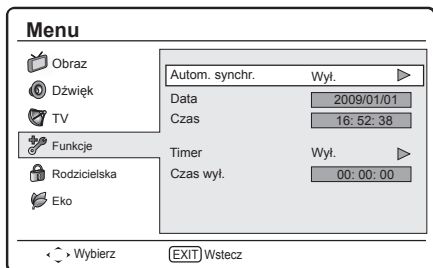 Menu
Obraz
Dźwięk
TV
Funkcje
Rodzicielska
Eko
Autom. synchr. Wył.
Data 2009/01/01
Czas 16: 52: 38
Timer Wył.
Czas wył. 00: 00: 00
Wybierz EXIT Wstecz